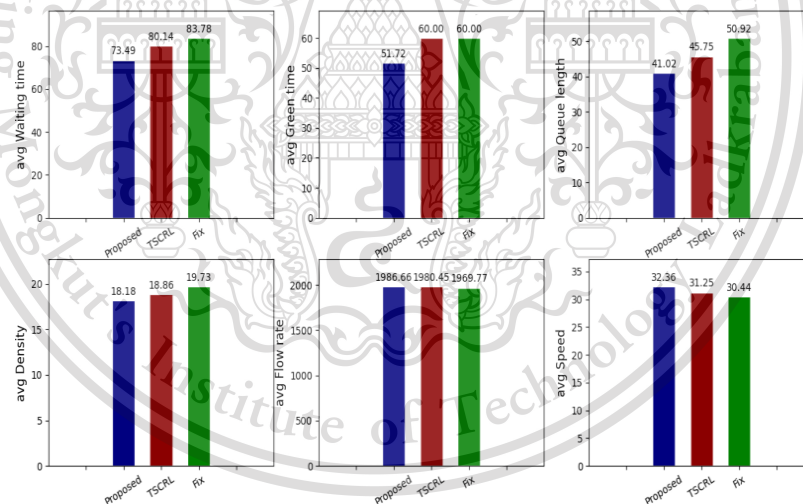 avg Waiting time
80
60
40
20
0
73.49
80.14
83.78
Proposed
TSCRL
Fix
avg Green time
60
50
40
30
20
10
0
51.72
60.00
60.00
Proposed
TSCRL
Fix
avg Queue length
50
40
30
20
10
0
41.02
45.75
50.92
Proposed
TSCRL
Fix
avg Density
20
15
10
5
0
18.18
18.86
19.73
Proposed
TSCRL
Fix
avg Flow rate
2000
1500
1000
500
0
1986.66
1980.45
1969.77
Proposed
TSCRL
Fix
avg Speed
35
30
25
20
15
10
5
0
32.36
31.25
30.44
Proposed
TSCRL
Fix
's Institute of Technology Ladkraban